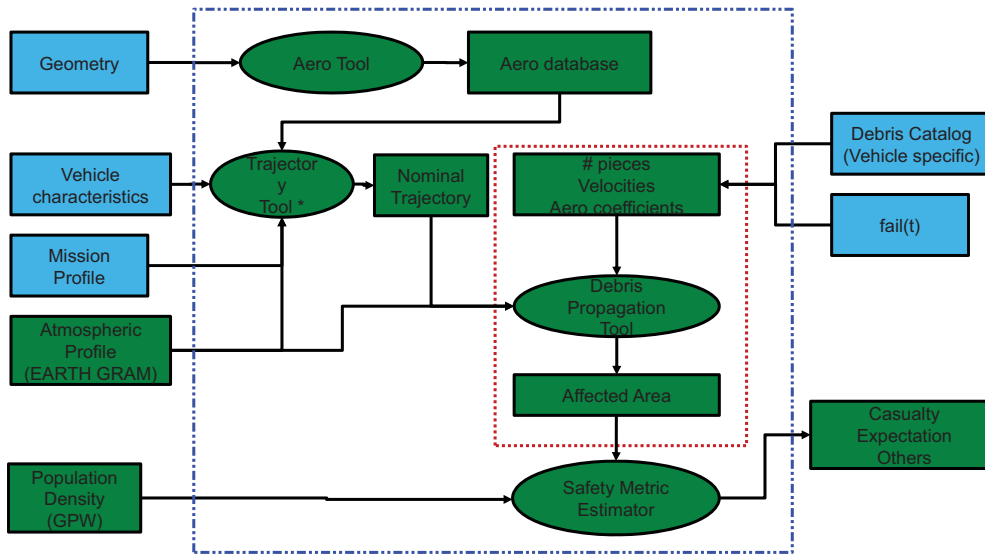 Geometry
Aero Tool
Aero database
Debris Catalog
(Vehicle specific)
Vehicle
characteristics
Trajector
y
Tool *
Nominal
Trajectory
# pieces
Velocities
Aero coefficients
fail(t)
Mission
Profile
Debris
Propagation
Tool
Atmospheric
Profile
(EARTH GRAM)
Affected Area
Casualty
Expectation
Others
Population
Density
(GPW)
Safety Metric
Estimator